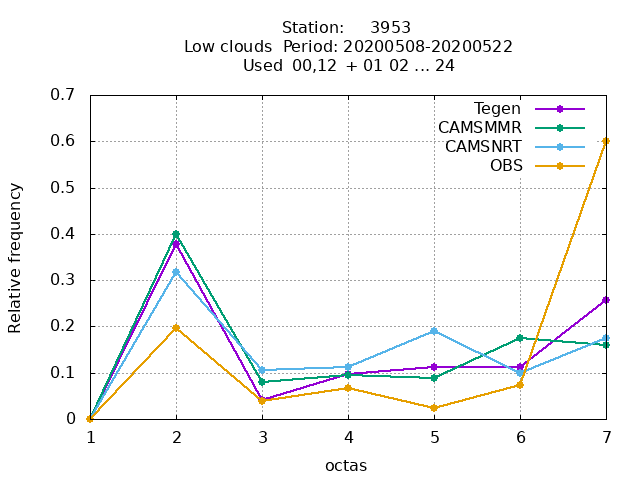 Station: 3953
Low clouds Period: 20200508-20200522
Used 00,12 + 01 02 ... 24
Tegen
CAMSMMR
CAMSNRT
OBS
0.7
0.6
0.5
0.4
0.3
0.2
0.1
0
Relative frequency
1 2 3 4 5 6 7
octas